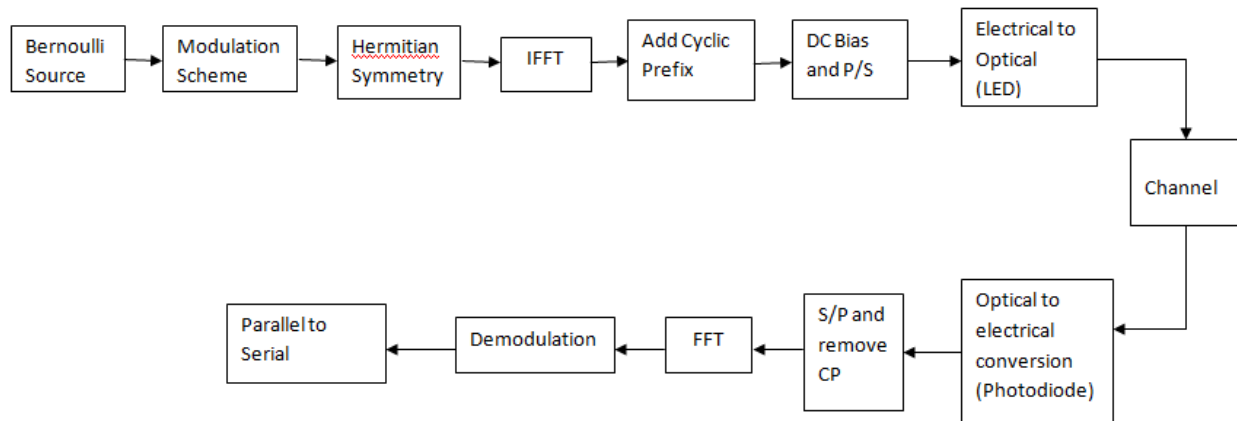 Bernoulli
Source
Modulation
Scheme
Hermitian
Symmetry
IFFT
Add Cyclic
Prefix
DC Bias
and P/S
Electrical to
Optical
(LED)
Channel
Optical to
electrical
conversion
(Photodiode)
S/P and
remove
CP
FFT
Demodulation
Parallel to
Serial